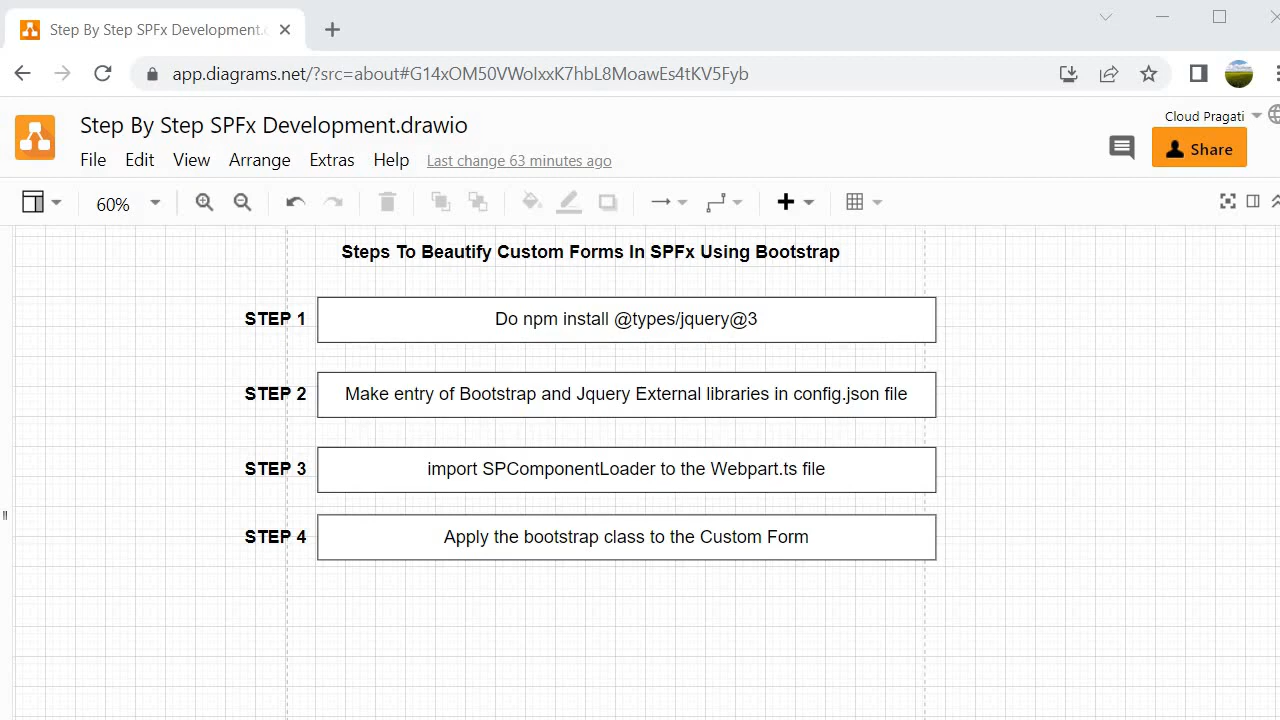 Step By Step SPFx Development.c
app.diagrams.net/?src=about#G14xOM50VWoIxxK7hbL8MoawEs4tKV5Fyb
Step By Step SPFx Development.drawio
Cloud Pragati
File Edit View Arrange Extras Help Last change 63 minutes ago
Share
60%
Steps To Beautify Custom Forms In SPFx Using Bootstrap
STEP 1 Do npm install @types/jquery@3
STEP 2 Make entry of Bootstrap and Jquery External libraries in config.json file
STEP 3 import SPComponentLoader to the Webpart.ts file
STEP 4 Apply the bootstrap class to the Custom Form